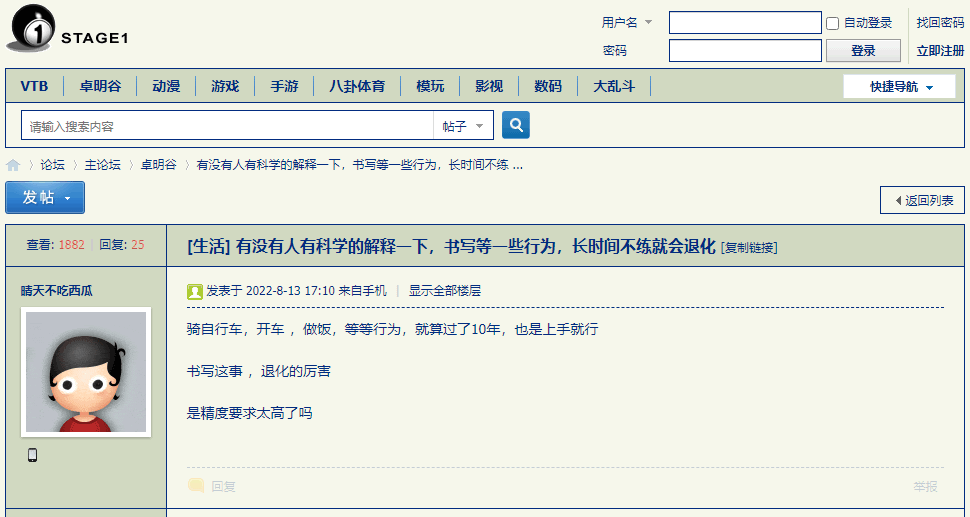 1
STAGE1
用户名
自动登录
找回密码
密码
登录
立即注册
VTB 卓明谷 动漫 游戏 手游 八卦体育 模玩 影视 数码 大乱斗 快捷导航
请输入搜索内容 帖子
论坛 主论坛 卓明谷 有没有人有科学的解释一下，书写等一些行为，长时间不练 ...
发帖
返回列表
查看: 1882 | 回复: 25
[生活] 有没有人有科学的解释一下，书写等一些行为，长时间不练就会退化 [复制链接]
晴天不吃西瓜
发表于 2022-8-13 17:10 来自手机 | 显示全部楼层
骑自行车，开车 ，做饭，等等行为，就算过了10年，也是上手就行
书写这事 ，退化的厉害
是精度要求太高了吗
回复
举报